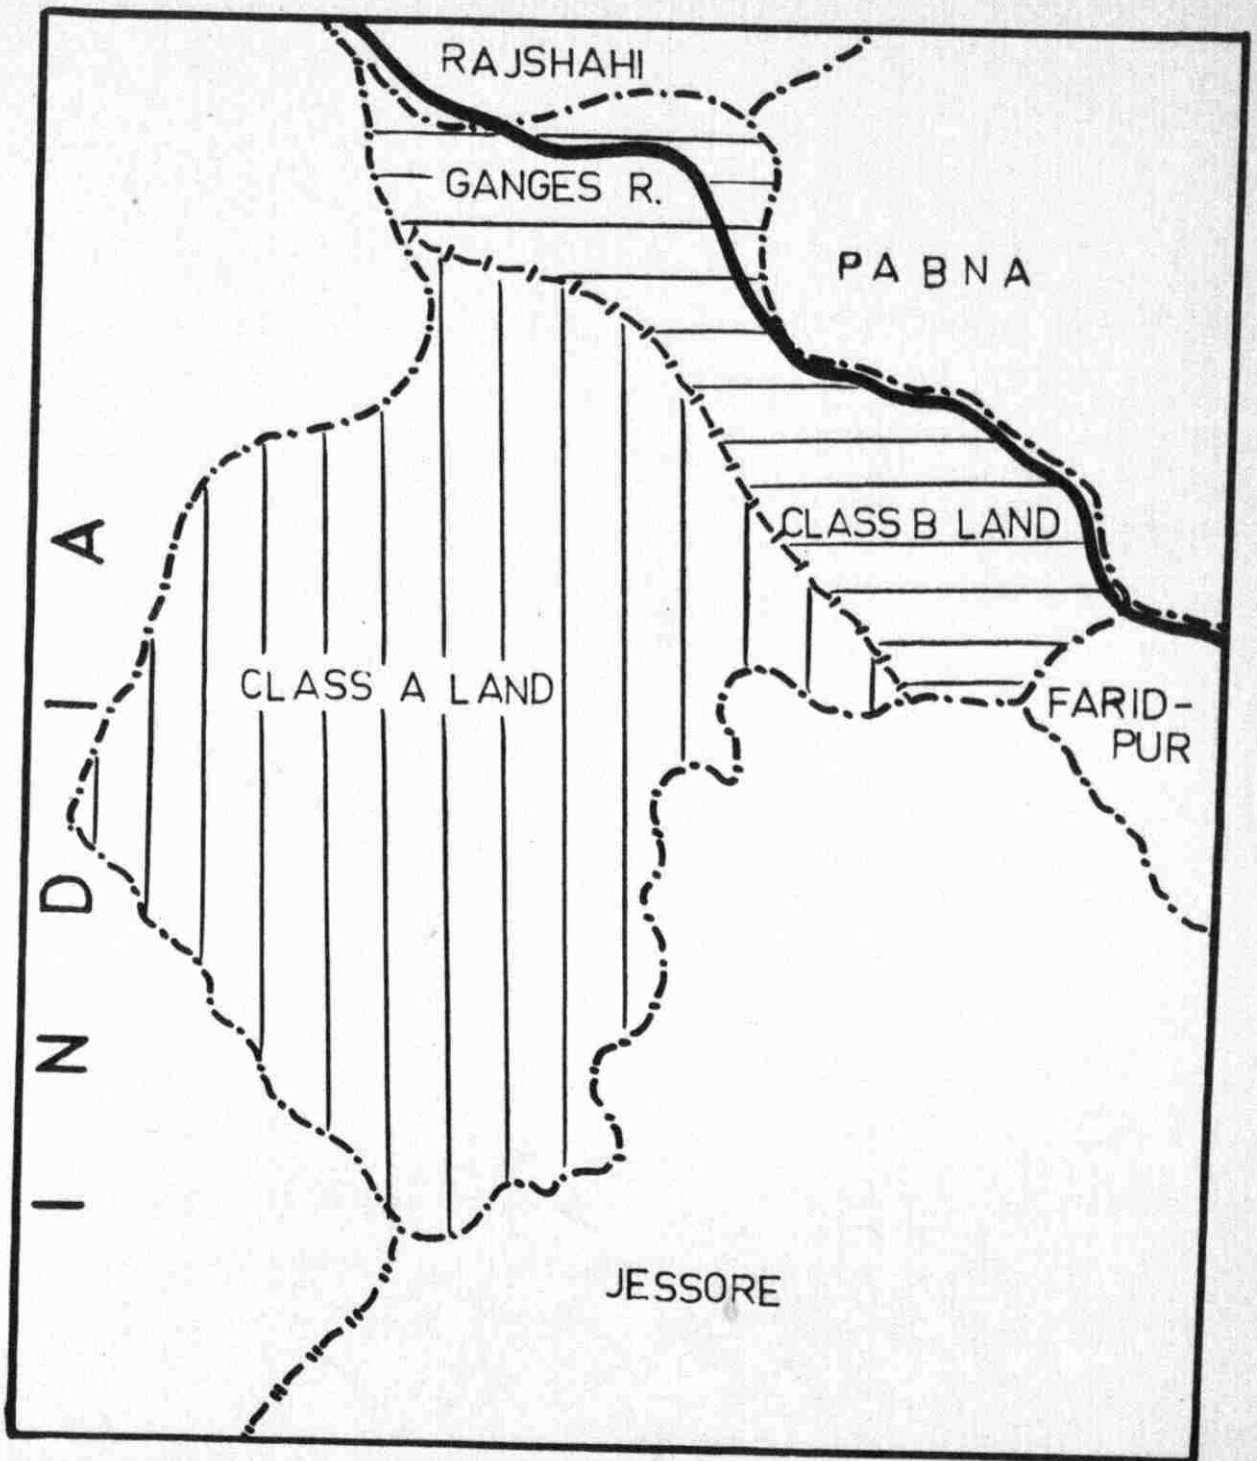 RAJSHAHI
GANGES R.
PABNA
INDIA
CLASS B LAND
CLASS A LAND
FARID-
PUR
JESSORE